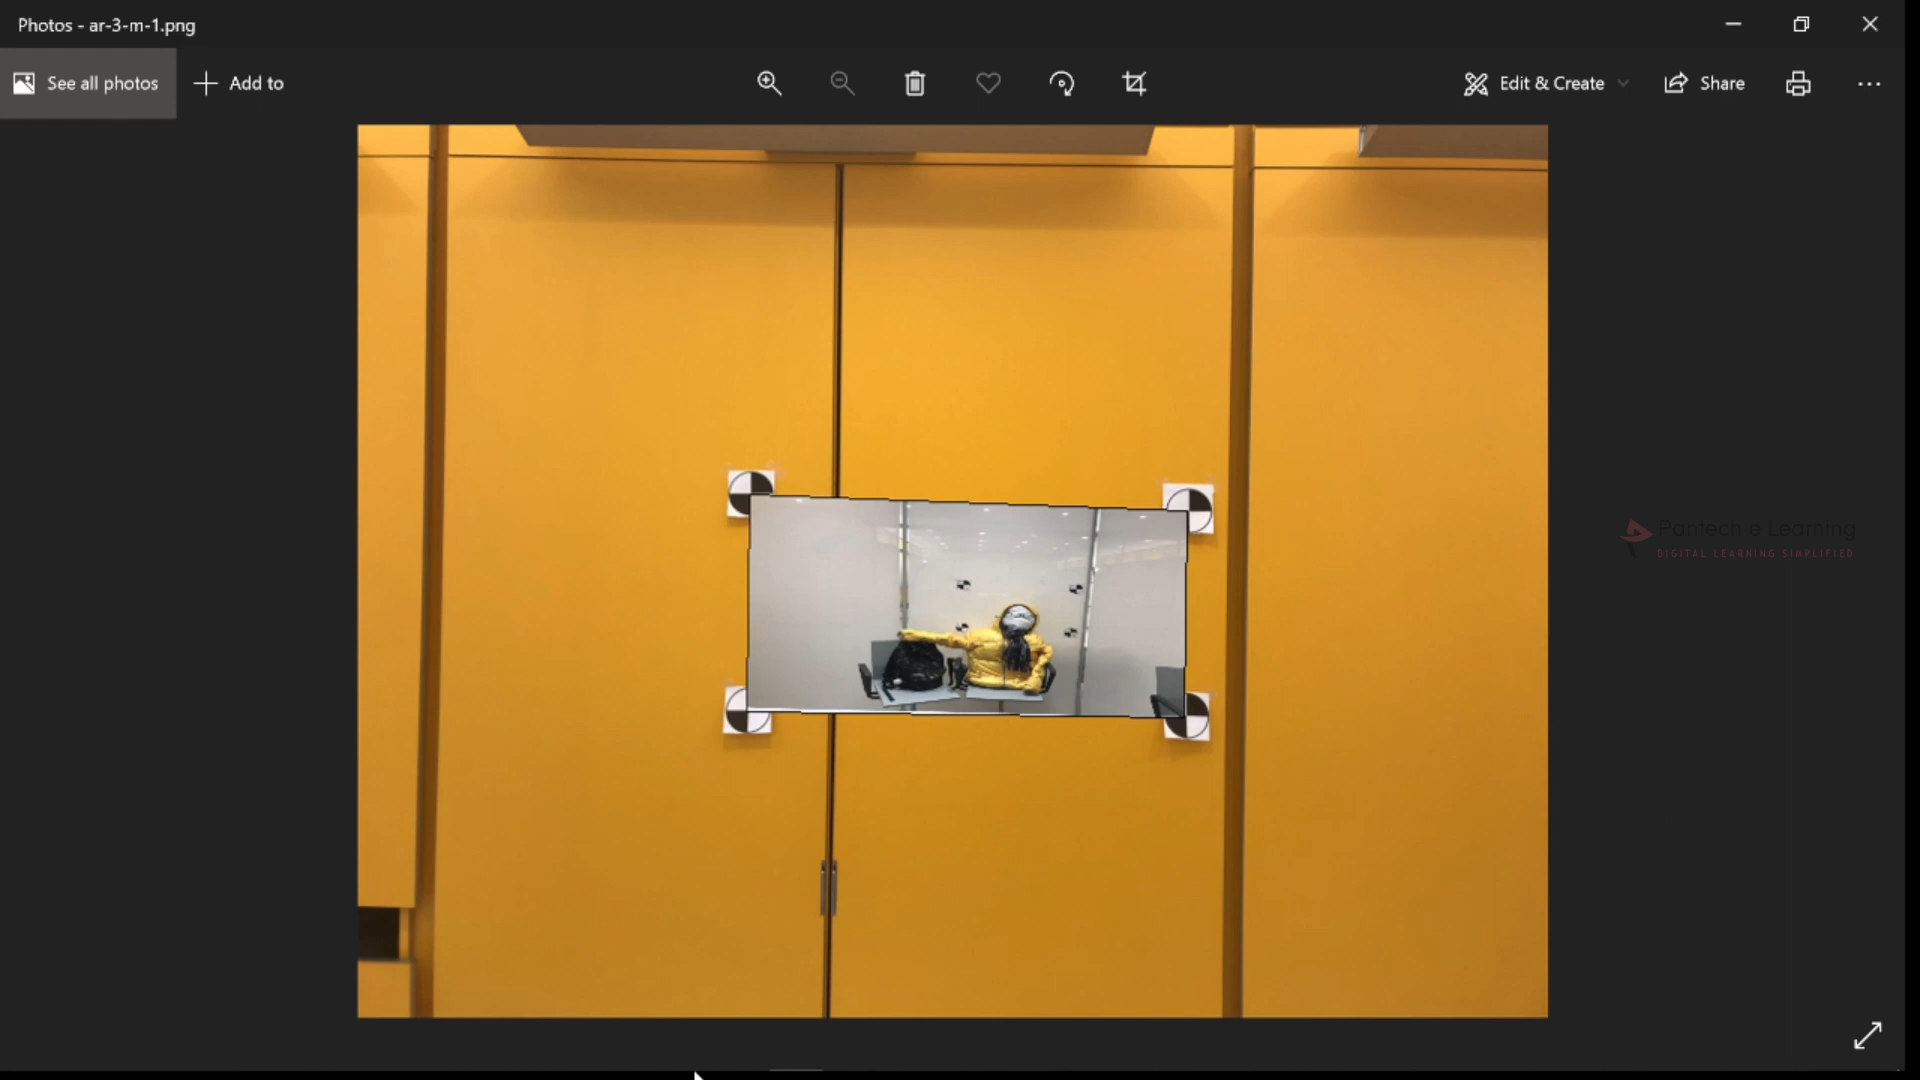 Photos - ar-3-m-1.png
See all photos
Add to
Edit & Create
Share
Pantech e Learning
DIGITAL LEARNING SIMPLIFIED